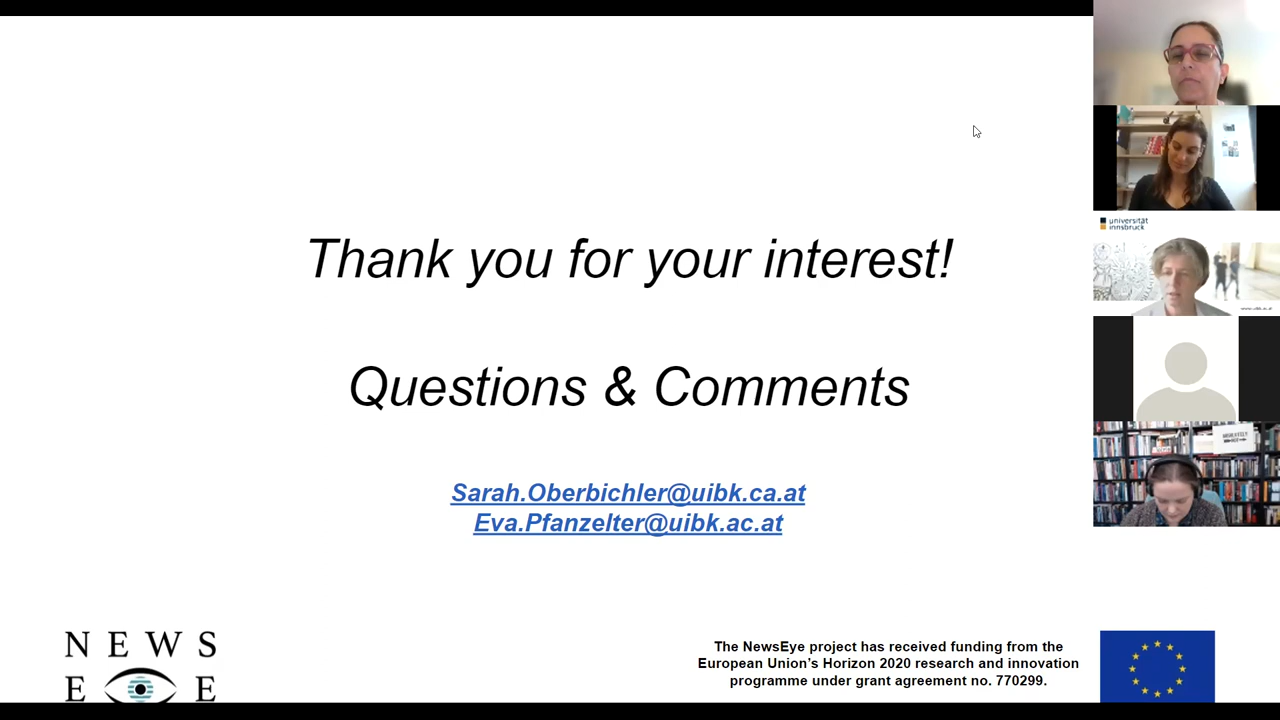 Thank you for your interest!
Questions & Comments
Sarah.Oberbichler@uibk.ca.at
Eva.Pfanzelter@uibk.ac.at
NEWS
E E
The NewsEye project has received funding from the
European Union's Horizon 2020 research and innovation
programme under grant agreement no. 770299.
universität
innsbruck